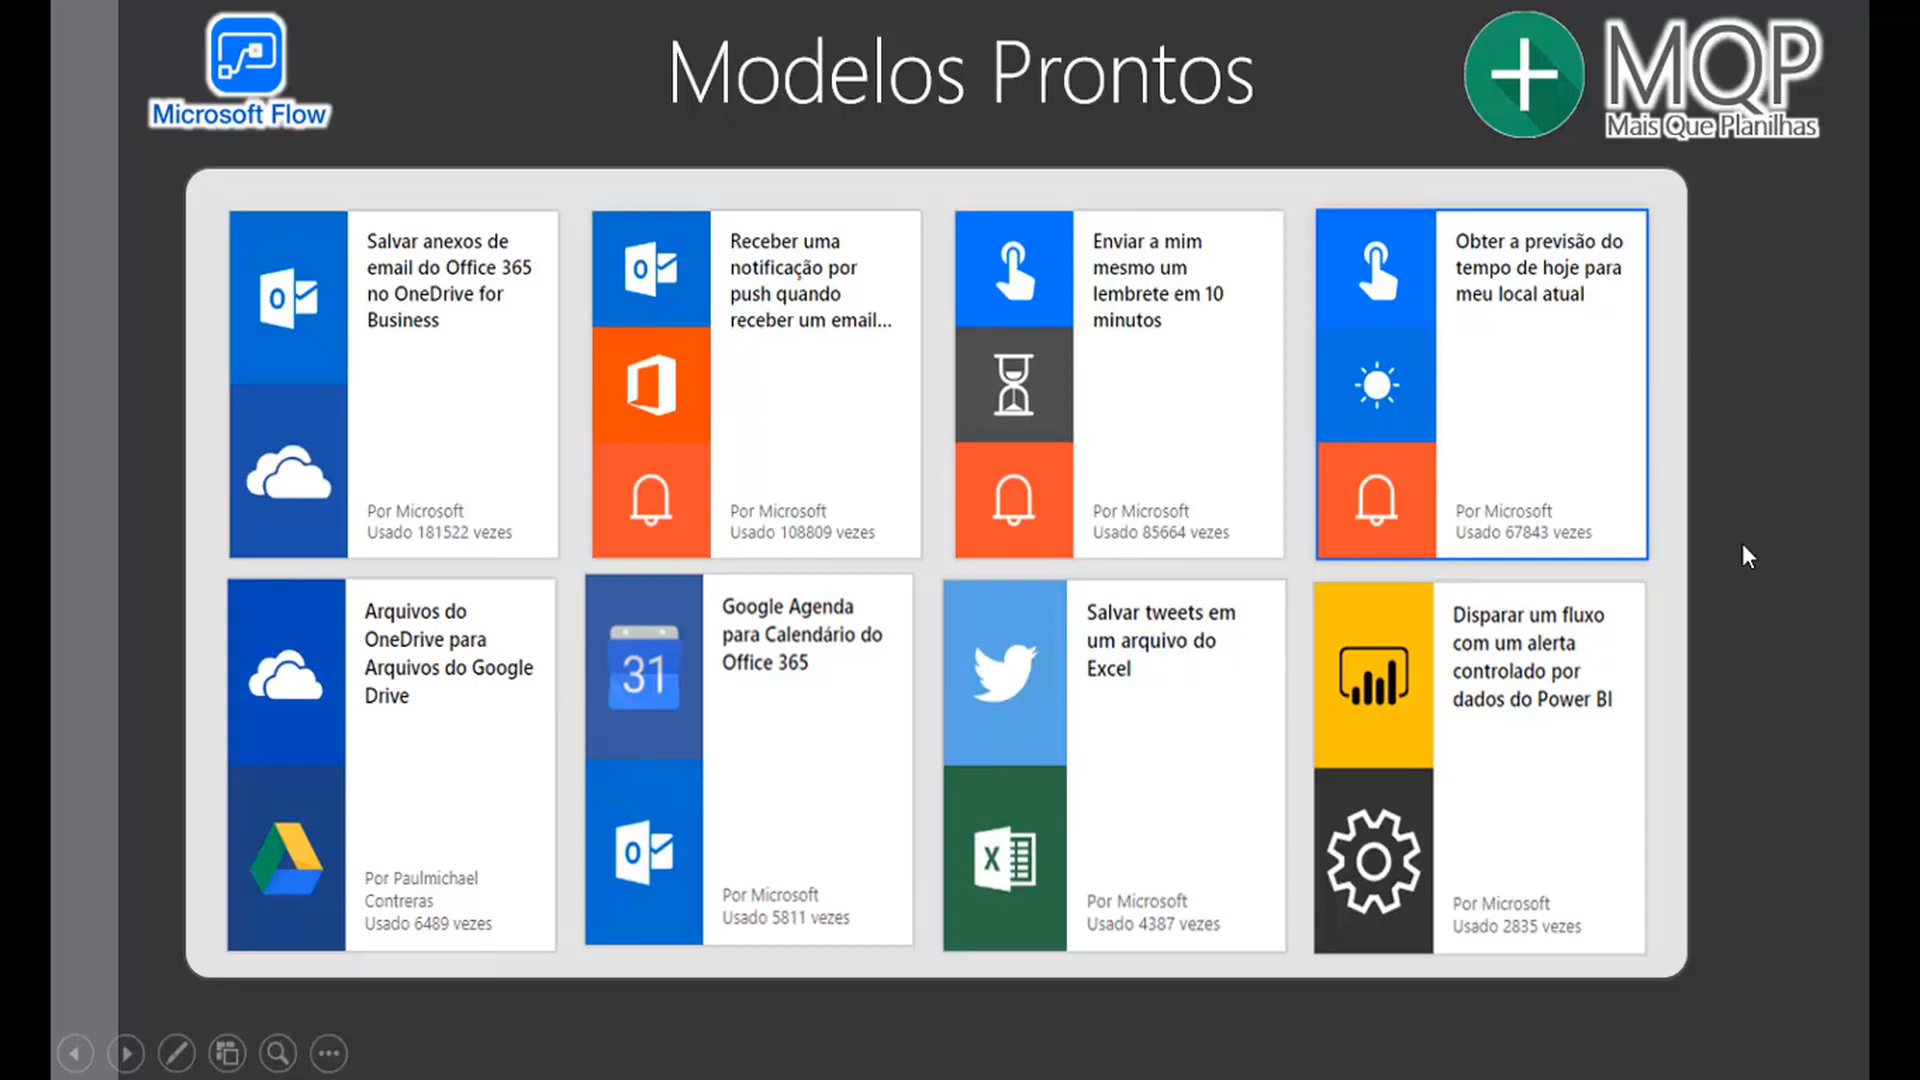 Microsoft Flow
Modelos Prontos
MQP
Mais Que Planilhas
Salvar anexos de
email do Office 365
no OneDrive for
Business
Por Microsoft
Usado 181522 vezes
Receber uma
notificação por
push quando
receber um email...
Por Microsoft
Usado 108809 vezes
Enviar a mim
mesmo um
lembrete em 10
minutos
Por Microsoft
Usado 85664 vezes
Obter a previsão do
tempo de hoje para
meu local atual
Por Microsoft
Usado 67843 vezes
Arquivos do
OneDrive para
Arquivos do Google
Drive
Por Paulmichael
Contreras
Usado 6489 vezes
31
Google Agenda
para Calendário do
Office 365
Por Microsoft
Usado 5811 vezes
Salvar tweets em
um arquivo do
Excel
Por Microsoft
Usado 4387 vezes
Disparar um fluxo
com um alerta
controlado por
dados do Power BI
Por Microsoft
Usado 2835 vezes